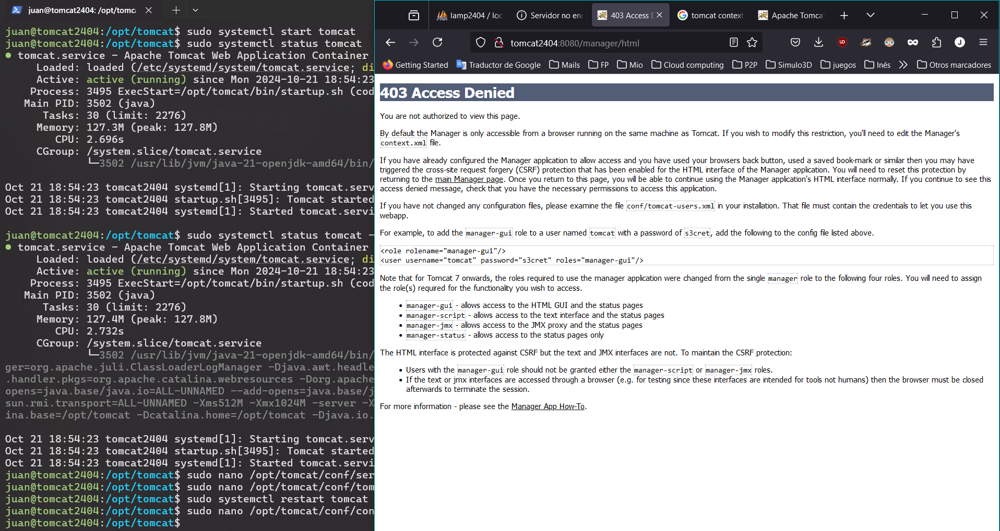 juan@tomcat2404: /opt/tomca
juan@tomcat2404:/opt/tomcat$ sudo systemctl start tomcat
juan@tomcat2404:/opt/tomcat$ sudo systemctl status tomcat
● tomcat.service - Apache Tomcat Web Application Container
Loaded: loaded (/etc/systemd/system/tomcat.service; di
Active: active (running) since Mon 2024-10-21 18:54:23
Process: 3495 ExecStart=/opt/tomcat/bin/startup.sh (cod
Main PID: 3502 (java)
Tasks: 30 (limit: 2276)
Memory: 127.3M (peak: 127.8M)
CPU: 2.696s
CGroup: /system.slice/tomcat.service
└─3502 /usr/lib/jvm/java-21-openjdk-amd64/bin/
Oct 21 18:54:23 tomcat2404 systemd[1]: Starting tomcat.serv
Oct 21 18:54:23 tomcat2404 startup.sh[3495]: Tomcat started
Oct 21 18:54:23 tomcat2404 systemd[1]: Started tomcat.servi
juan@tomcat2404:/opt/tomcat$ sudo systemctl status tomcat -
● tomcat.service - Apache Tomcat Web Application Container
Loaded: loaded (/etc/systemd/system/tomcat.service; di
Active: active (running) since Mon 2024-10-21 18:54:23
Process: 3495 ExecStart=/opt/tomcat/bin/startup.sh (cod
Main PID: 3502 (java)
Tasks: 30 (limit: 2276)
Memory: 127.4M (peak: 127.8M)
CPU: 2.732s
CGroup: /system.slice/tomcat.service
└─3502 /usr/lib/jvm/java-21-openjdk-amd64/bin/
ger=org.apache.juli.ClassLoaderLogManager -Djava.awt.headle
.handler.pkgs=org.apache.catalina.webresources -Dorg.apache
opens=java.base/java.io=ALL-UNNAMED --add-opens=java.base/j
sun.rmi.transport=ALL-UNNAMED -Xms512M -Xmx1024M -server -X
ina.base=/opt/tomcat -Dcatalina.home=/opt/tomcat -Djava.io.
Oct 21 18:54:23 tomcat2404 systemd[1]: Starting tomcat.serv
Oct 21 18:54:23 tomcat2404 startup.sh[3495]: Tomcat started
Oct 21 18:54:23 tomcat2404 systemd[1]: Started tomcat.servi
juan@tomcat2404:/opt/tomcat$ sudo nano /opt/tomcat/conf/ser
juan@tomcat2404:/opt/tomcat$ sudo nano /opt/tomcat/conf/tom
juan@tomcat2404:/opt/tomcat$ sudo systemctl restart tomcat
juan@tomcat2404:/opt/tomcat$ sudo nano /opt/tomcat/conf/con
juan@tomcat2404:/opt/tomcat$
lamp2404 / loc Servidor no enc 403 Access D tomcat context Apache Tomcat
tomcat2404:8080/manager/html
Getting Started Traductor de Google Mails FP Mio Cloud computing P2P Simulo3D juegos Inés Otros marcadores
403 Access Denied
You are not authorized to view this page.
By default the Manager is only accessible from a browser running on the same machine as Tomcat. If you wish to modify this restriction, you'll need to edit the Manager's
context.xml file.
If you have already configured the Manager application to allow access and you have used your browsers back button, used a saved book-mark or similar then you may have
triggered the cross-site request forgery (CSRF) protection that has been enabled for the HTML interface of the Manager application. You will need to reset this protection by
returning to the main Manager page. Once you return to this page, you will be able to continue using the Manager application's HTML interface normally. If you continue to see this
access denied message, check that you have the necessary permissions to access this application.
If you have not changed any configuration files, please examine the file conf/tomcat-users.xml in your installation. That file must contain the credentials to let you use this
webapp.
For example, to add the manager-gui role to a user named tomcat with a password of s3cret, add the following to the config file listed above.
<role rolename="manager-gui"/>
<user username="tomcat" password="s3cret" roles="manager-gui"/>
Note that for Tomcat 7 onwards, the roles required to use the manager application were changed from the single manager role to the following four roles. You will need to assign
the role(s) required for the functionality you wish to access.
• manager-gui - allows access to the HTML GUI and the status pages
• manager-script - allows access to the text interface and the status pages
• manager-jmx - allows access to the JMX proxy and the status pages
• manager-status - allows access to the status pages only
The HTML interface is protected against CSRF but the text and JMX interfaces are not. To maintain the CSRF protection:
• Users with the manager-gui role should not be granted either the manager-script or manager-jmx roles.
• If the text or jmx interfaces are accessed through a browser (e.g. for testing since these interfaces are intended for tools not humans) then the browser must be closed
afterwards to terminate the session.
For more information - please see the Manager App How-To.